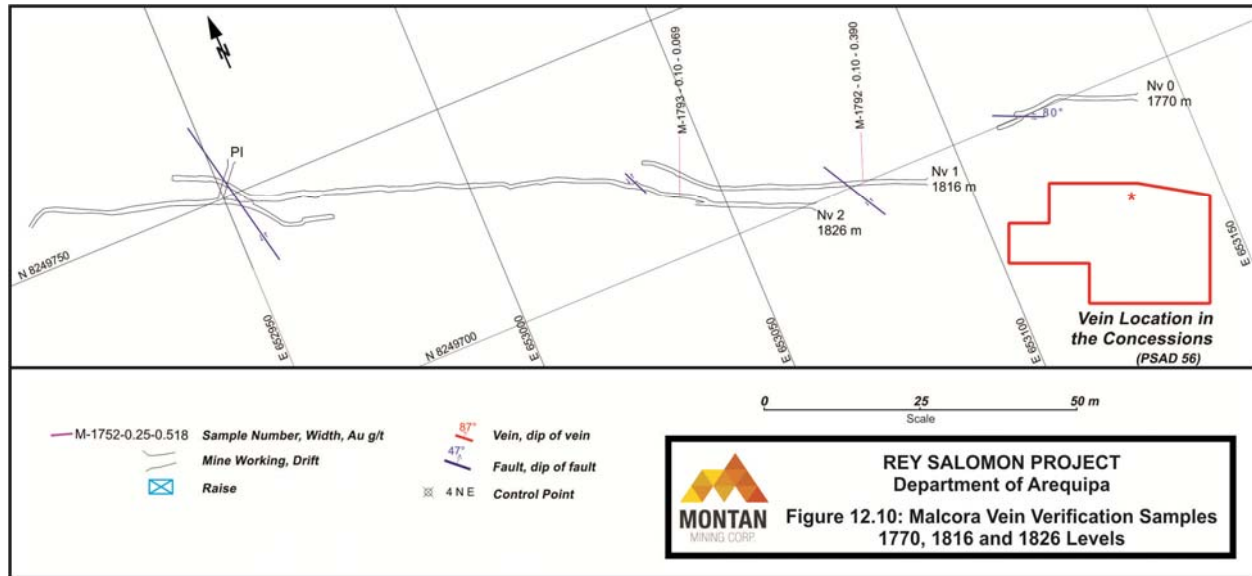 N
M-1793 - 0.10 - 0.069
M-1792 - 0.10 - 0.390
Nv 0
1770 m
80°
PI
Nv 1
1816 m
Nv 2
1826 m
N 8249750
E 652950
E 653000
N 8249700
E 653050
E 653100
E 653150
*
Vein Location in
the Concessions
(PSAD 56)
0 25 50 m
Scale
M-1752-0.25-0.518 Sample Number, Width, Au g/t
Mine Working, Drift
Raise
87° Vein, dip of vein
47° Fault, dip of fault
4 N E Control Point
MONTAN
MINING CORP.
REY SALOMON PROJECT
Department of Arequipa
Figure 12.10: Malcora Vein Verification Samples
1770, 1816 and 1826 Levels